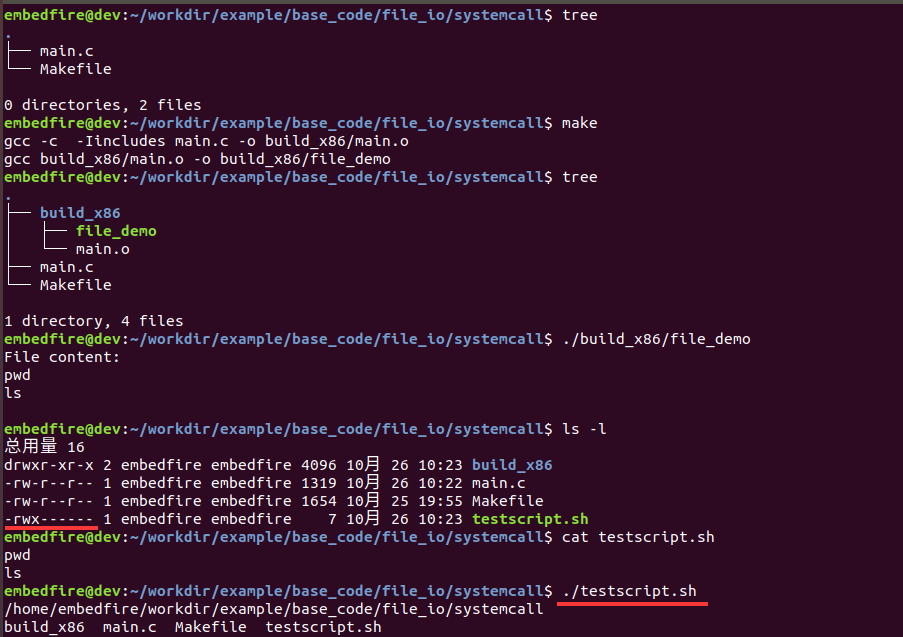 embedfire@dev:~/workdir/example/base_code/file_io/systemcall$ tree
.
├── main.c
└── Makefile
0 directories, 2 files
embedfire@dev:~/workdir/example/base_code/file_io/systemcall$ make
gcc -c  -Iincludes main.c -o build_x86/main.o
gcc build_x86/main.o -o build_x86/file_demo
embedfire@dev:~/workdir/example/base_code/file_io/systemcall$ tree
.
├── build_x86
│   ├── file_demo
│   └── main.o
├── main.c
└── Makefile
1 directory, 4 files
embedfire@dev:~/workdir/example/base_code/file_io/systemcall$ ./build_x86/file_demo
File content:
pwd
ls
embedfire@dev:~/workdir/example/base_code/file_io/systemcall$ ls -l
总用量 16
drwxr-xr-x 2 embedfire embedfire 4096 10月 26 10:23 build_x86
-rw-r--r-- 1 embedfire embedfire 1319 10月 26 10:22 main.c
-rw-r--r-- 1 embedfire embedfire 1654 10月 25 19:55 Makefile
-rwx------ 1 embedfire embedfire    7 10月 26 10:23 testscript.sh
embedfire@dev:~/workdir/example/base_code/file_io/systemcall$ cat testscript.sh
pwd
ls
embedfire@dev:~/workdir/example/base_code/file_io/systemcall$ ./testscript.sh
/home/embedfire/workdir/example/base_code/file_io/systemcall
build_x86  main.c  Makefile  testscript.sh